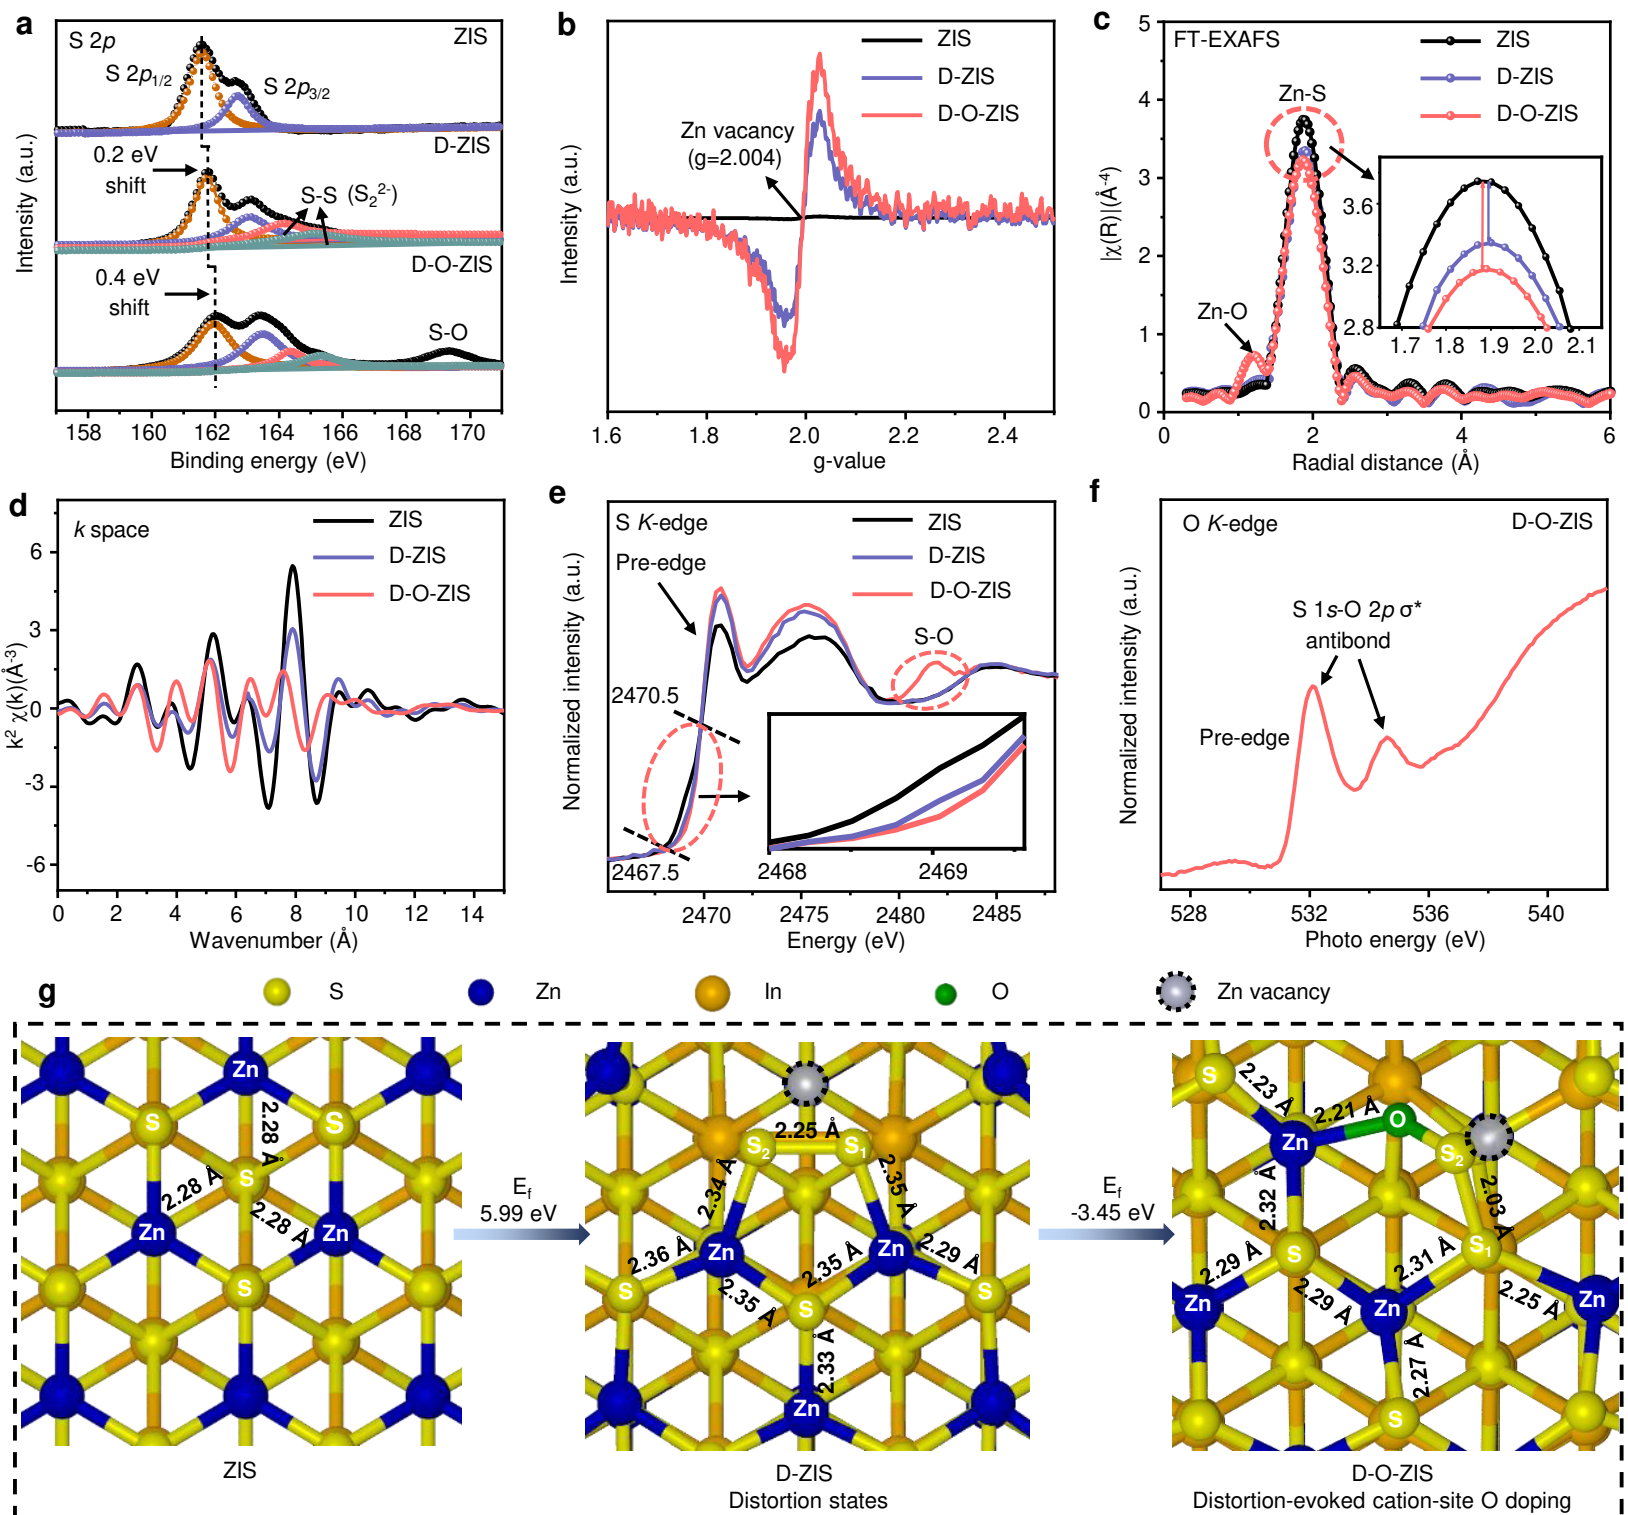 a
S 2p
ZIS
S 2p1/2
S 2p3/2
D-ZIS
0.2 eV
shift
S-S (S2 2-)
D-O-ZIS
0.4 eV
shift
S-O
Intensity (a.u.)
158 160 162 164 166 168 170
Binding energy (eV)
b
ZIS
D-ZIS
D-O-ZIS
Zn vacancy
(g=2.004)
Intensity (a.u.)
1.6 1.8 2.0 2.2 2.4
g-value
c
FT-EXAFS
ZIS
D-ZIS
D-O-ZIS
Zn-S
Zn-O
|χ(R)|(Å-4)
5
4
3
2
1
0
3.6
3.2
2.8
1.7 1.8 1.9 2.0 2.1
0 2 4 6
Radial distance (Å)
d
k space
ZIS
D-ZIS
D-O-ZIS
k2 χ(k)(Å-3)
6
3
0
-3
-6
0 2 4 6 8 10 12 14
Wavenumber (Å)
e
S K-edge
Pre-edge
ZIS
D-ZIS
D-O-ZIS
S-O
2470.5
2467.5
2468 2469
Normalized intensity (a.u.)
2470 2475 2480 2485
Energy (eV)
f
O K-edge
D-O-ZIS
S 1s-O 2p σ*
antibond
Pre-edge
Normalized intensity (a.u.)
528 532 536 540
Photo energy (eV)
g
S Zn In O Zn vacancy
Zn
S
S
2.28 Å
2.28 Å
S
2.28 Å
Zn
Zn
S
ZIS
Ef
5.99 eV
2.25 Å
S2
S1
2.34 Å
2.35 Å
Zn
Zn
2.36 Å
2.35 Å
2.29 Å
2.35 Å
S
S
S
2.33 Å
Zn
D-ZIS
Distortion states
Ef
-3.45 eV
S
2.23 Å
2.21 Å
O
Zn
S2
2.32 Å
2.03 Å
S
S1
2.29 Å
2.31 Å
2.29 Å
2.25 Å
Zn
Zn
Zn
2.27 Å
S
D-O-ZIS
Distortion-evoked cation-site O doping